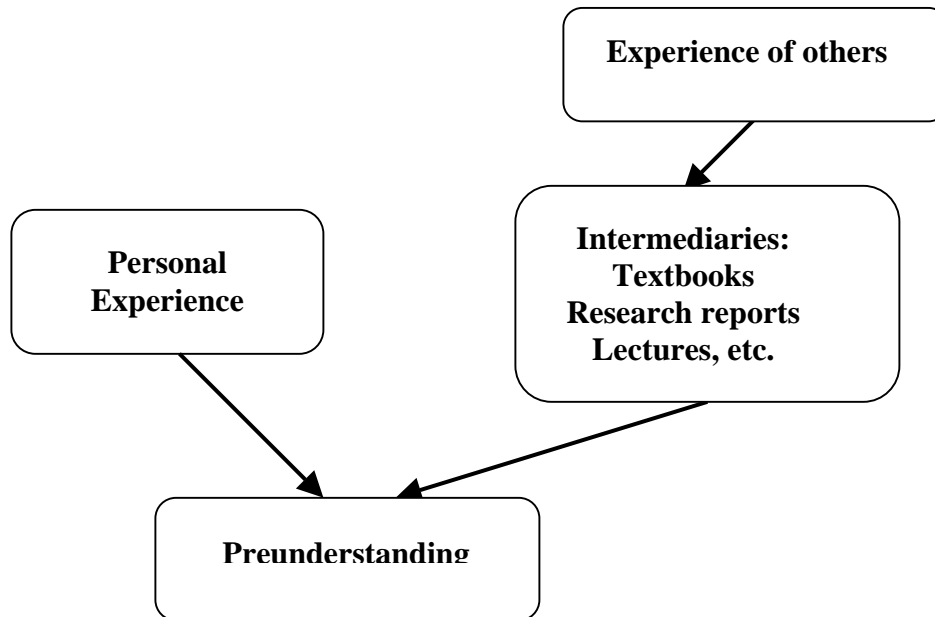 Experience of others
Intermediaries:
Textbooks
Research reports
Lectures, etc.
Personal
Experience
Preunderstanding